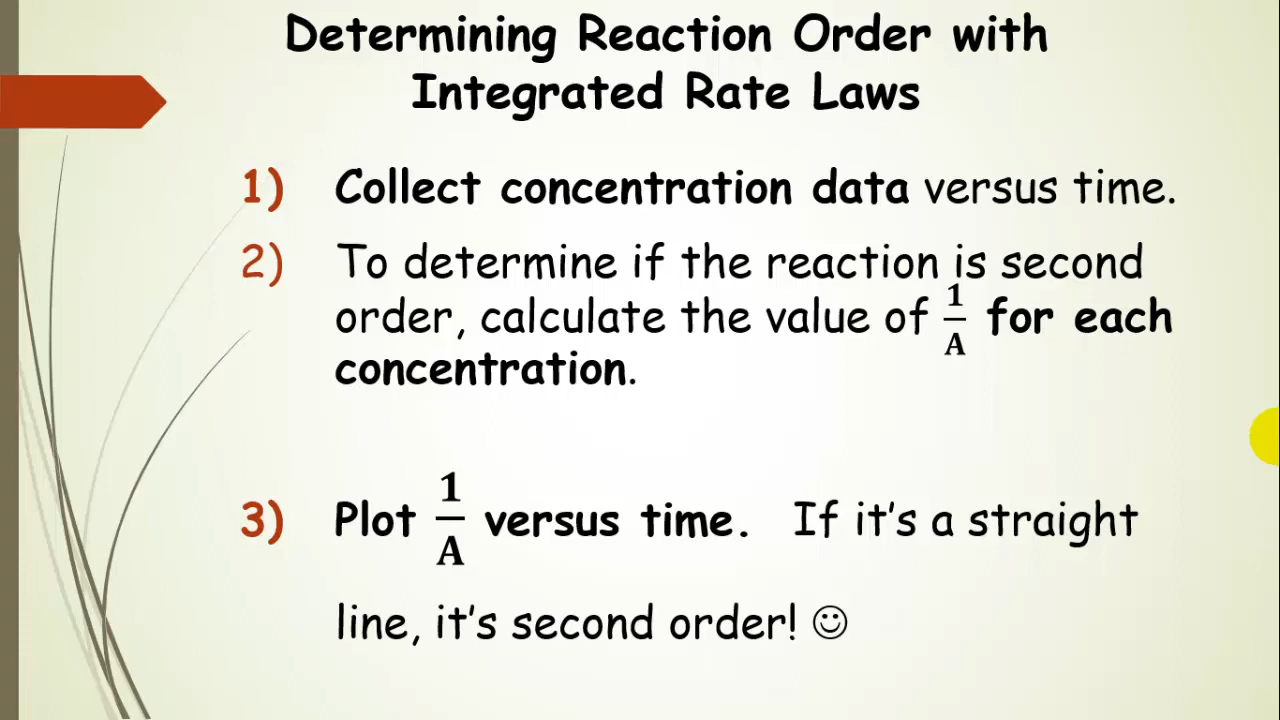 Determining Reaction Order with
Integrated Rate Laws
1) Collect concentration data versus time.
2) To determine if the reaction is second
order, calculate the value of 1/A for each
concentration.
3) Plot 1/A versus time. If it's a straight
line, it's second order! ☺